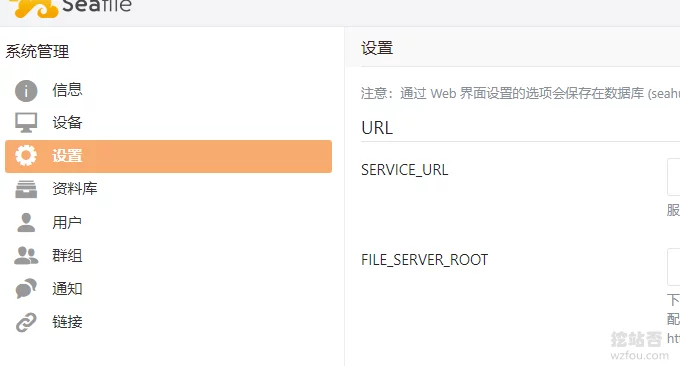 Seafile
系统管理
信息
设备
设置
资料库
用户
群组
通知
链接
设置
注意：通过 Web 界面设置的选项会保存在数据库 (seahu
URL
SERVICE_URL
服
FILE_SERVER_ROOT
下
配
ht
挖站否
wzfou.com